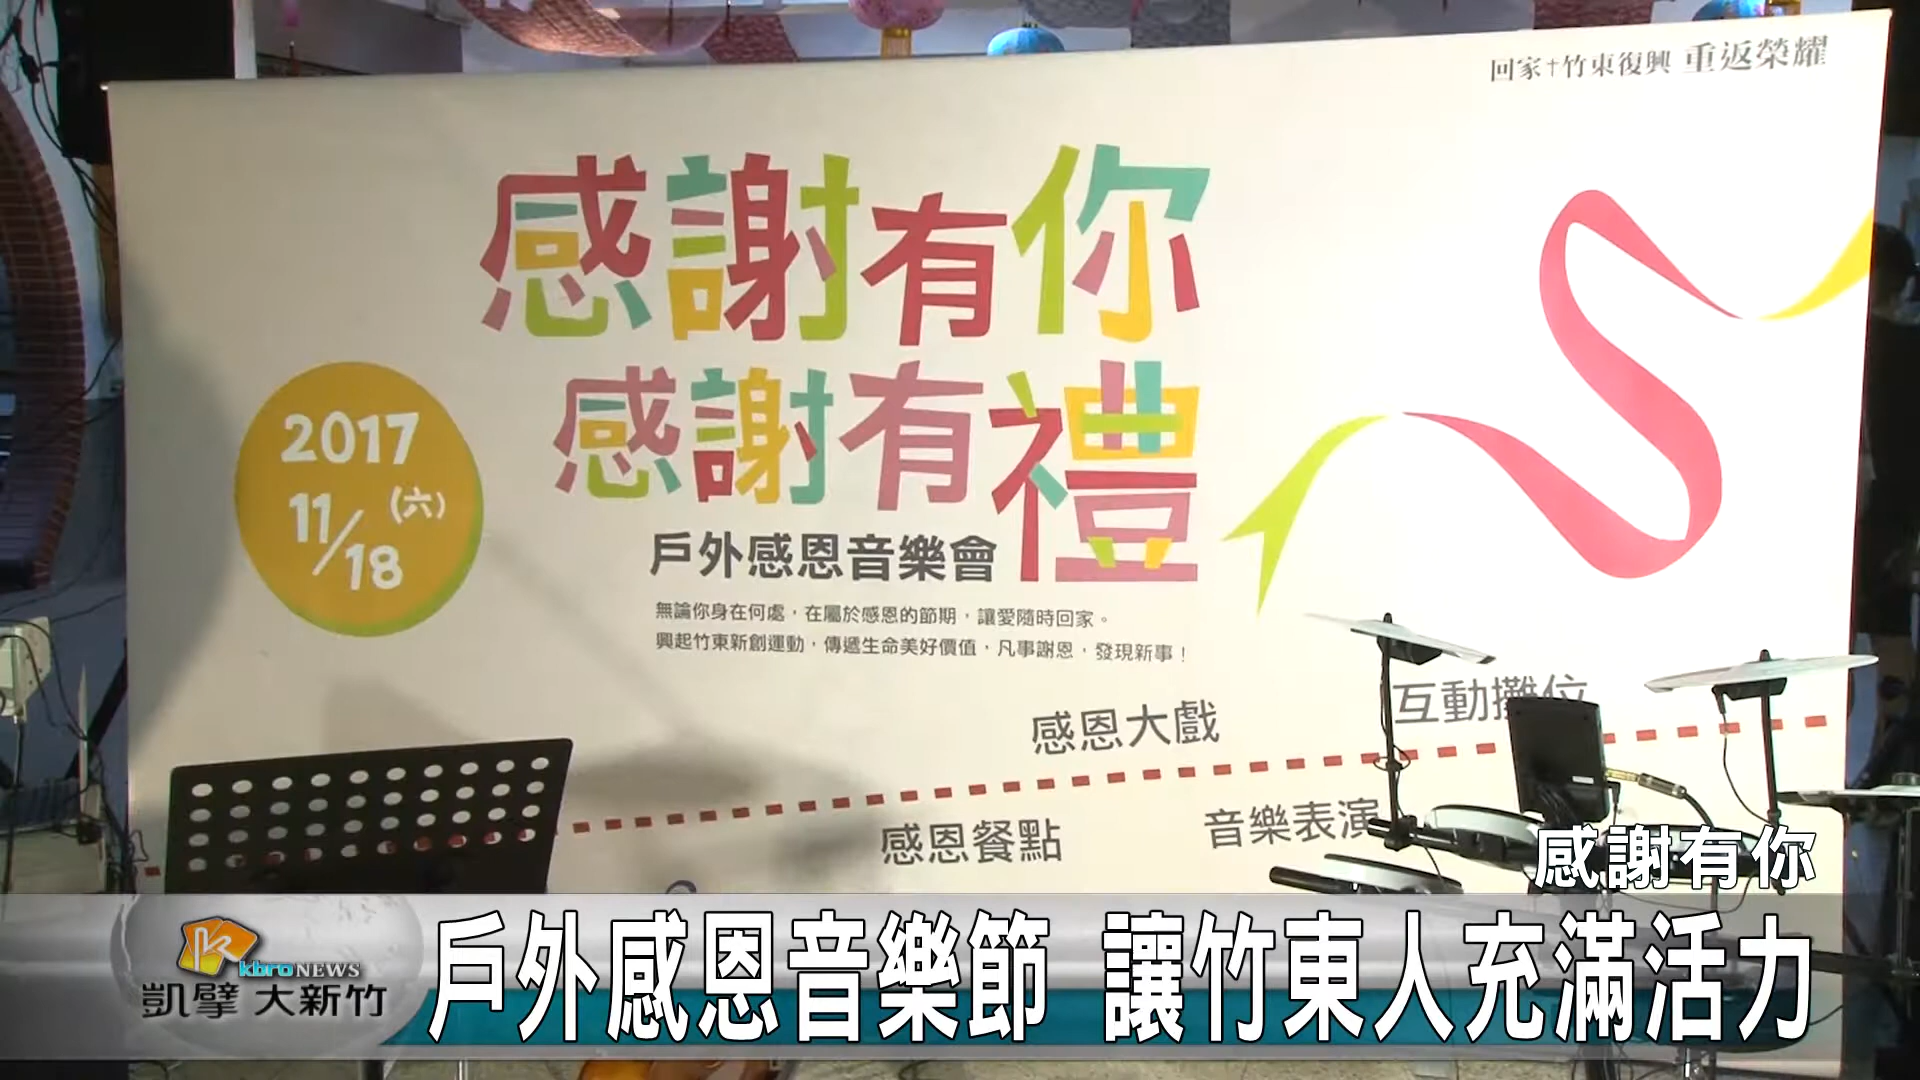 回家†竹東復興 重返榮耀
感謝有你
感謝有禮
2017
11/18 (六)
戶外感恩音樂會
無論你身在何處，在屬於感恩的節期，讓愛隨時回家。
興起竹東新創運動，傳遞生命美好價值，凡事謝恩，發現新事！
感恩大戲
互動攤位
感恩餐點
音樂表演
感謝有你
kbro NEWS
凱擘 大新竹
戶外感恩音樂節 讓竹東人充滿活力